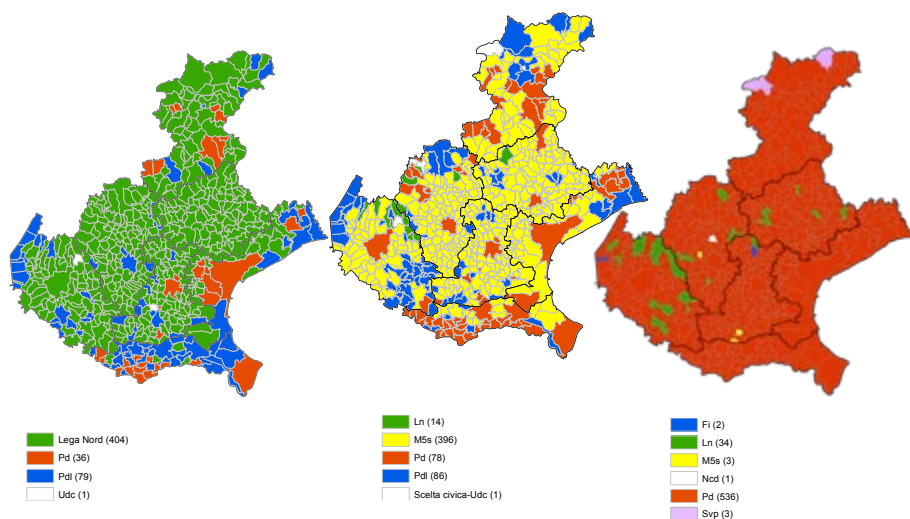 Lega Nord (404)
Pd (36)
Pdl (79)
Udc (1)
Ln (14)
M5s (396)
Pd (78)
Pdl (86)
Scelta civica-Udc (1)
Fi (2)
Ln (34)
M5s (3)
Ncd (1)
Pd (536)
Svp (3)